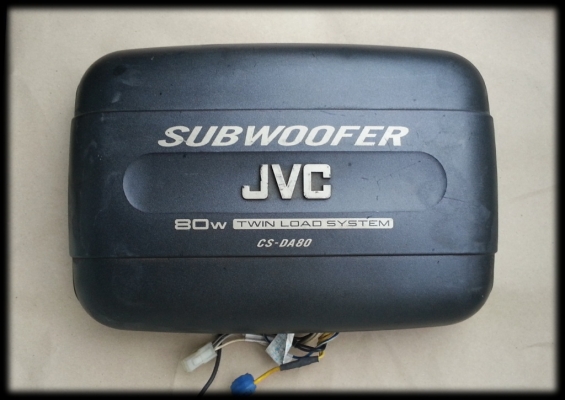 SUBWOOFER
JVC
80W TWIN LOAD SYSTEM
CS-DA80